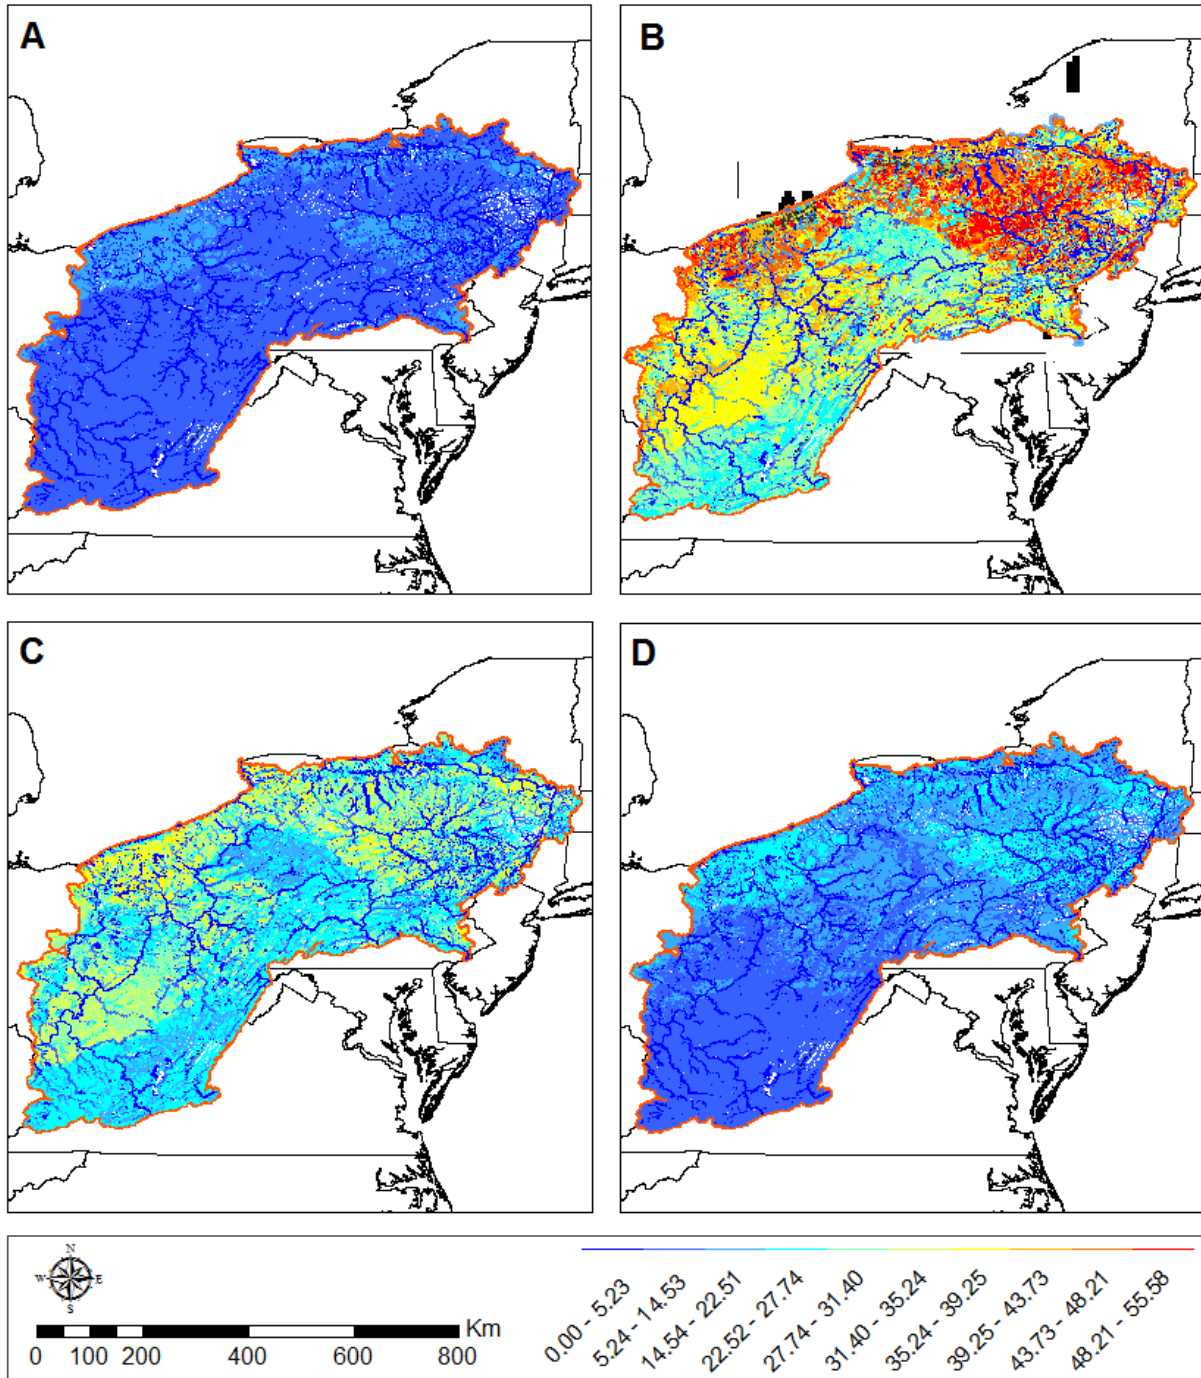 A
B
C
D
N
W E
S
Km
0 100 200 400 600 800
0.00 - 5.23
5.24 - 14.53
14.54 - 22.51
22.52 - 27.74
27.74 - 31.40
31.40 - 35.24
35.24 - 39.25
39.25 - 43.73
43.73 - 48.21
48.21 - 55.58